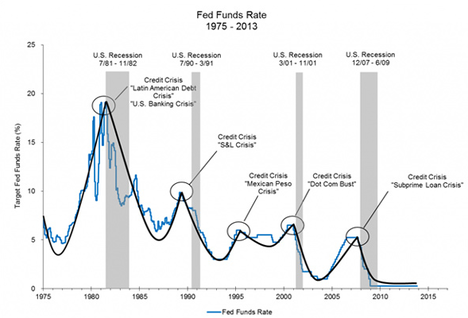 Fed Funds Rate
1975 - 2013
U.S. Recession
7/81 - 11/82
U.S. Recession
7/90 - 3/91
U.S. Recession
3/01 - 11/01
U.S. Recession
12/07 - 6/09
Credit Crisis
"Latin American Debt
Crisis"
"U.S. Banking Crisis"
Credit Crisis
"S&L Crisis"
Credit Crisis
"Mexican Peso
Crisis"
Credit Crisis
"Dot Com Bust"
Credit Crisis
"Subprime Loan Crisis"
Target Fed Funds Rate (%)
25
20
15
10
5
0
1975
1980
1985
1990
1995
2000
2005
2010
2015
Fed Funds Rate